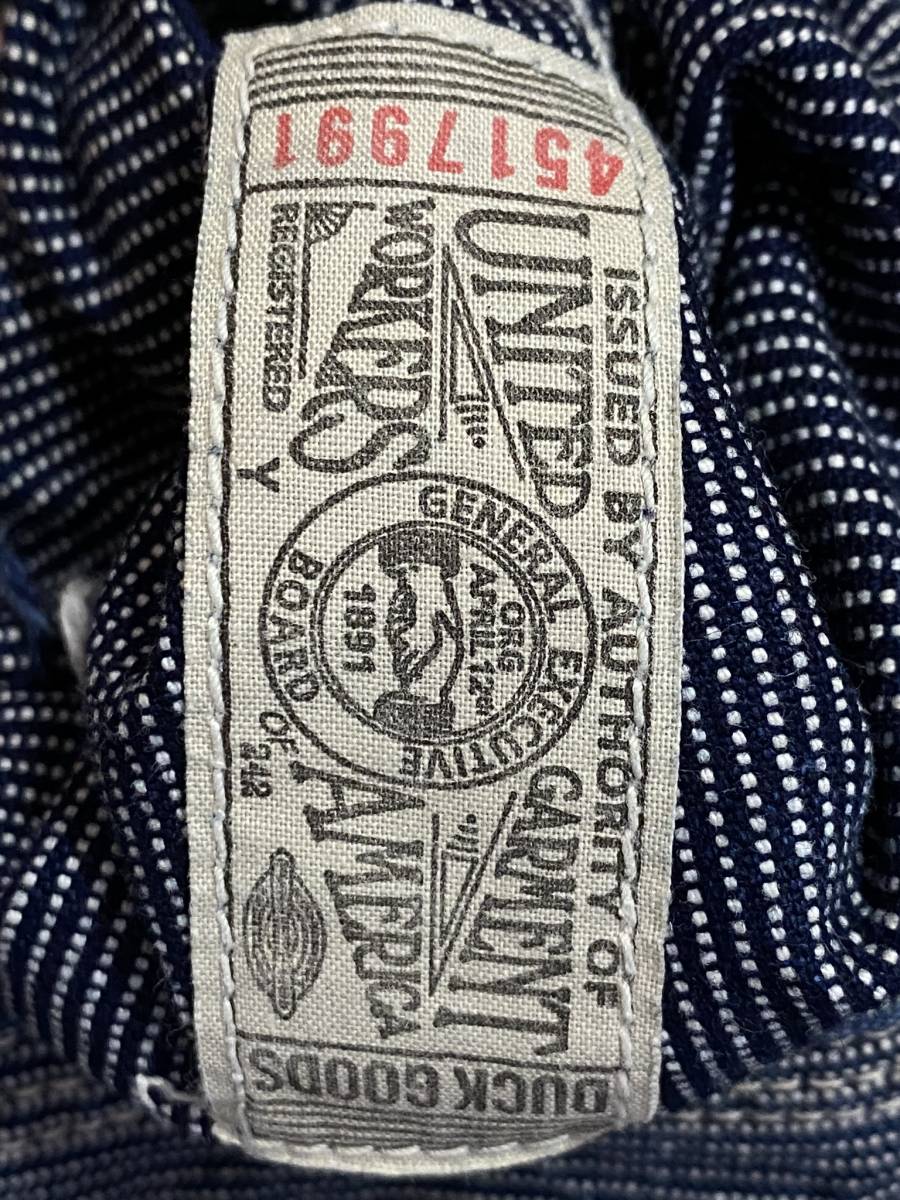 4517991
ISSUED BY AUTHORITY OF
UNITED GARMENT
WORKERS OF AMERICA
REGISTERED
Y
GENERAL EXECUTIVE
BOARD
ORG
APRIL 12
1891
DUCK GOODS